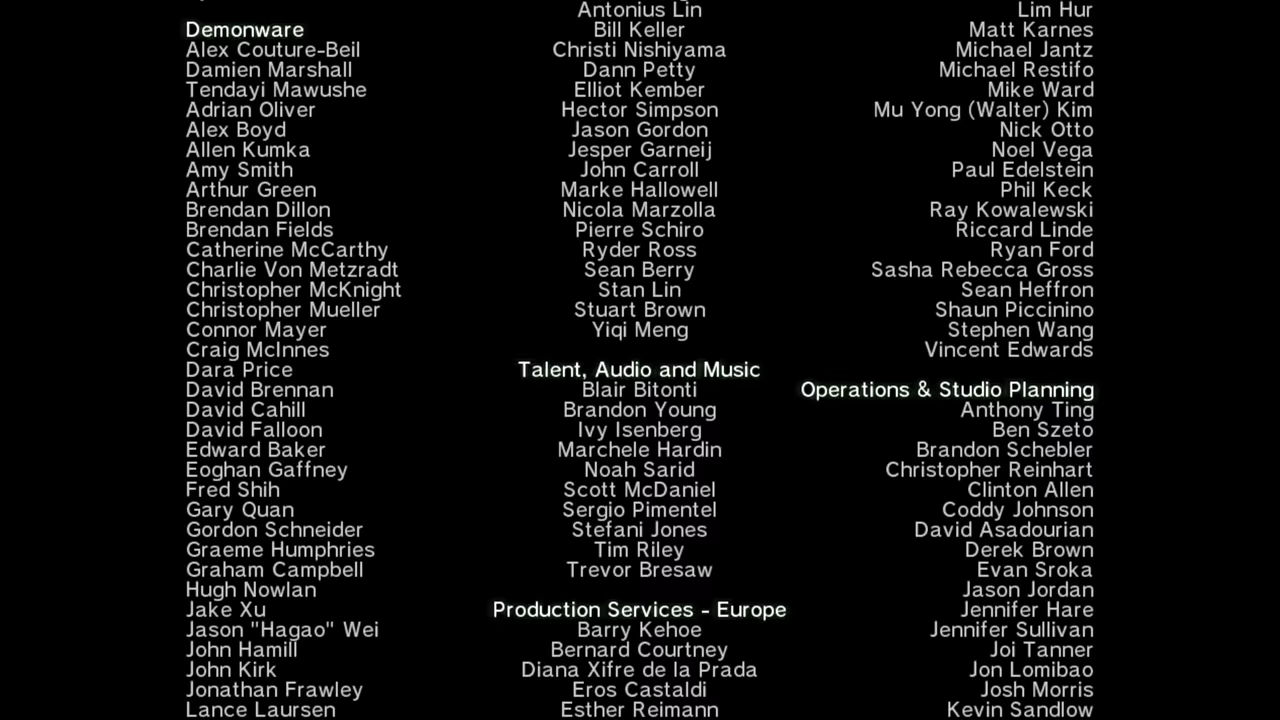 Demonware
Alex Couture-Beil
Damien Marshall
Tendayi Mawushe
Adrian Oliver
Alex Boyd
Allen Kumka
Amy Smith
Arthur Green
Brendan Dillon
Brendan Fields
Catherine McCarthy
Charlie Von Metzradt
Christopher McKnight
Christopher Mueller
Connor Mayer
Craig McInnes
Dara Price
David Brennan
David Cahill
David Falloon
Edward Baker
Eoghan Gaffney
Fred Shih
Gary Quan
Gordon Schneider
Graeme Humphries
Graham Campbell
Hugh Nowlan
Jake Xu
Jason "Hagao" Wei
John Hamill
John Kirk
Jonathan Frawley
Lance Laursen
Antonius Lin
Bill Keller
Christi Nishiyama
Dann Petty
Elliot Kember
Hector Simpson
Jason Gordon
Jesper Garneij
John Carroll
Marke Hallowell
Nicola Marzolla
Pierre Schiro
Ryder Ross
Sean Berry
Stan Lin
Stuart Brown
Yiqi Meng
Talent, Audio and Music
Blair Bitonti
Brandon Young
Ivy Isenberg
Marchele Hardin
Noah Sarid
Scott McDaniel
Sergio Pimentel
Stefani Jones
Tim Riley
Trevor Bresaw
Production Services - Europe
Barry Kehoe
Bernard Courtney
Diana Xifre de la Prada
Eros Castaldi
Esther Reimann
Lim Hur
Matt Karnes
Michael Jantz
Michael Restifo
Mike Ward
Mu Yong (Walter) Kim
Nick Otto
Noel Vega
Paul Edelstein
Phil Keck
Ray Kowalewski
Riccard Linde
Ryan Ford
Sasha Rebecca Gross
Sean Heffron
Shaun Piccinino
Stephen Wang
Vincent Edwards
Operations & Studio Planning
Anthony Ting
Ben Szeto
Brandon Schebler
Christopher Reinhart
Clinton Allen
Coddy Johnson
David Asadourian
Derek Brown
Evan Sroka
Jason Jordan
Jennifer Hare
Jennifer Sullivan
Joi Tanner
Jon Lomibao
Josh Morris
Kevin Sandlow